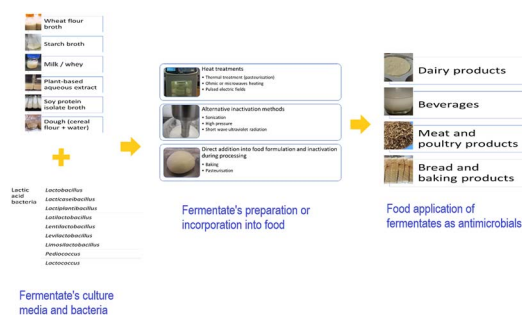 Wheat flour
broth
Starch broth
Milk / whey
Plant-based
aqueous extract
Soy protein
isolate broth
Dough (cereal
flour + water)
Lactic
acid
bacteria
Lactobacillus
Lacticaseibacillus
Lactiplantibacillus
Latilactobacillus
Lentilactobacillus
Levilactobacillus
Limosilactobacillus
Pediococcus
Lactococcus
Fermentate's culture
media and bacteria
Heat treatments
• Thermal treatment (pasteurisation)
• Ohmic or microwaves heating
• Pulsed electric fields
Alternative inactivation methods
• Sonication
• High pressure
• Short wave ultraviolet radiation
Direct addition into food formulation and inactivation
during processing
• Baking
• Pasteurisation
Fermentate's preparation or
incorporation into food
Dairy products
Beverages
Meat and
poultry products
Bread and
baking products
Food application of
fermentates as antimicrobials